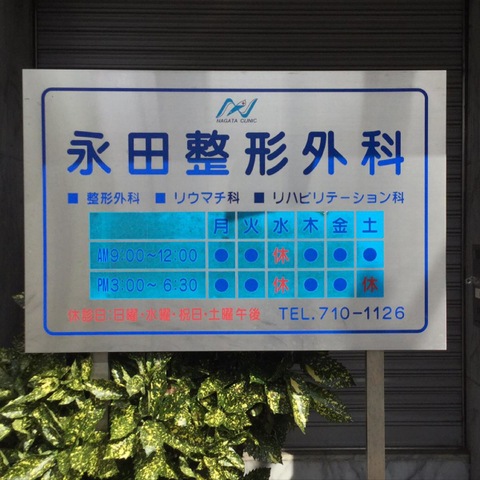 NAGATA CLINIC
永田整形外科
■ 整形外科 ■ リウマチ科 ■ リハビリテーション科
月 火 水 木 金 土
AM 9:00～12:00 ● ● 休 ● ● ●
PM 3:00～ 6:30 ● ● 休 ● ● 休
休診日:日曜・水曜・祝日・土曜午後 TEL.710-1126